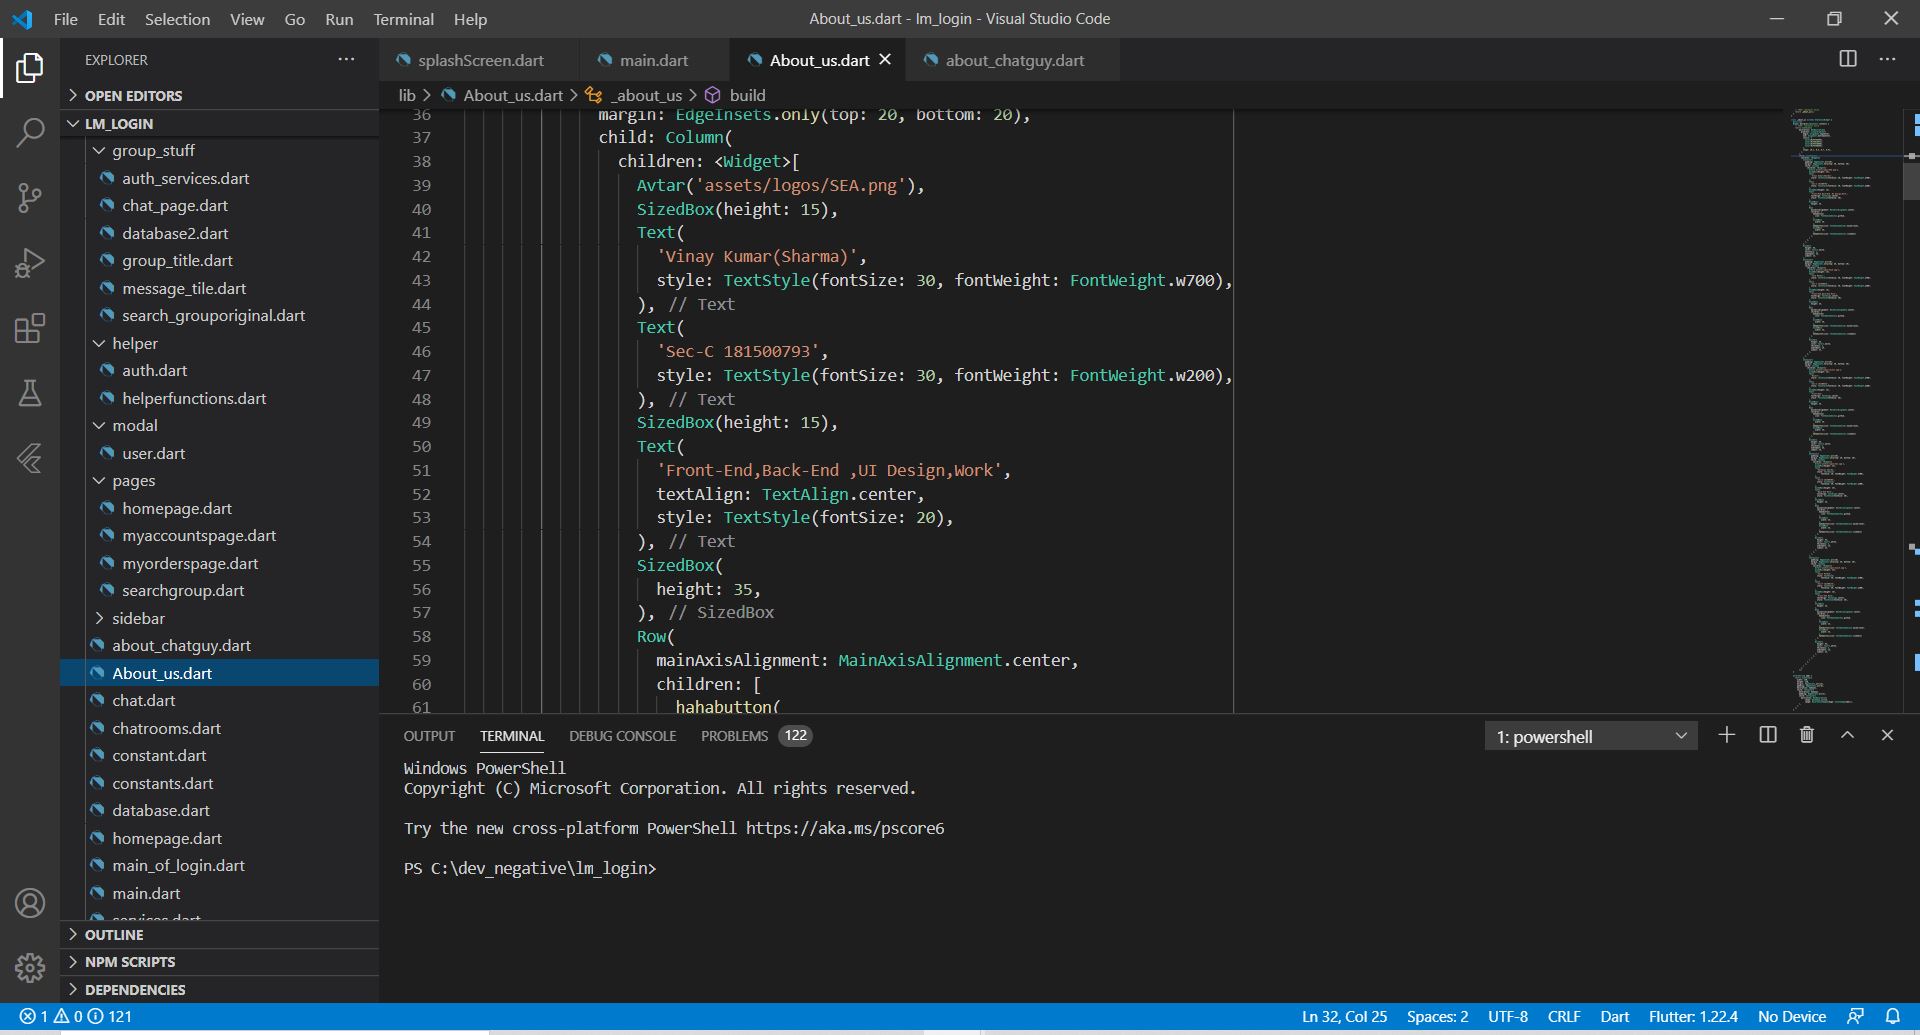 File Edit Selection View Go Run Terminal Help
About_us.dart - lm_login - Visual Studio Code
EXPLORER
OPEN EDITORS
LM_LOGIN
group_stuff
auth_services.dart
chat_page.dart
database2.dart
group_title.dart
message_tile.dart
search_grouporiginal.dart
helper
auth.dart
helperfunctions.dart
modal
user.dart
pages
homepage.dart
myaccountspage.dart
myorderspage.dart
searchgroup.dart
sidebar
about_chatguy.dart
About_us.dart
chat.dart
chatrooms.dart
constant.dart
constants.dart
database.dart
homepage.dart
main_of_login.dart
main.dart
services.dart
OUTLINE
NPM SCRIPTS
DEPENDENCIES
splashScreen.dart main.dart About_us.dart about_chatguy.dart
lib > About_us.dart > _about_us > build
36 margin: EdgeInsets.only(top: 20, bottom: 20),
37 child: Column(
38 children: <Widget>[
39 Avtar('assets/logos/SEA.png'),
40 SizedBox(height: 15),
41 Text(
42 'Vinay Kumar(Sharma)',
43 style: TextStyle(fontSize: 30, fontWeight: FontWeight.w700),
44 ), // Text
45 Text(
46 'Sec-C 181500793',
47 style: TextStyle(fontSize: 30, fontWeight: FontWeight.w200),
48 ), // Text
49 SizedBox(height: 15),
50 Text(
51 'Front-End,Back-End ,UI Design,Work',
52 textAlign: TextAlign.center,
53 style: TextStyle(fontSize: 20),
54 ), // Text
55 SizedBox(
56 height: 35,
57 ), // SizedBox
58 Row(
59 mainAxisAlignment: MainAxisAlignment.center,
60 children: [
61 hahabutton(
OUTPUT TERMINAL DEBUG CONSOLE PROBLEMS 122
1: powershell
Windows PowerShell
Copyright (C) Microsoft Corporation. All rights reserved.
Try the new cross-platform PowerShell https://aka.ms/pscore6
PS C:\dev_negative\lm_login>
1 0 121
Ln 32, Col 25 Spaces: 2 UTF-8 CRLF Dart Flutter: 1.22.4 No Device